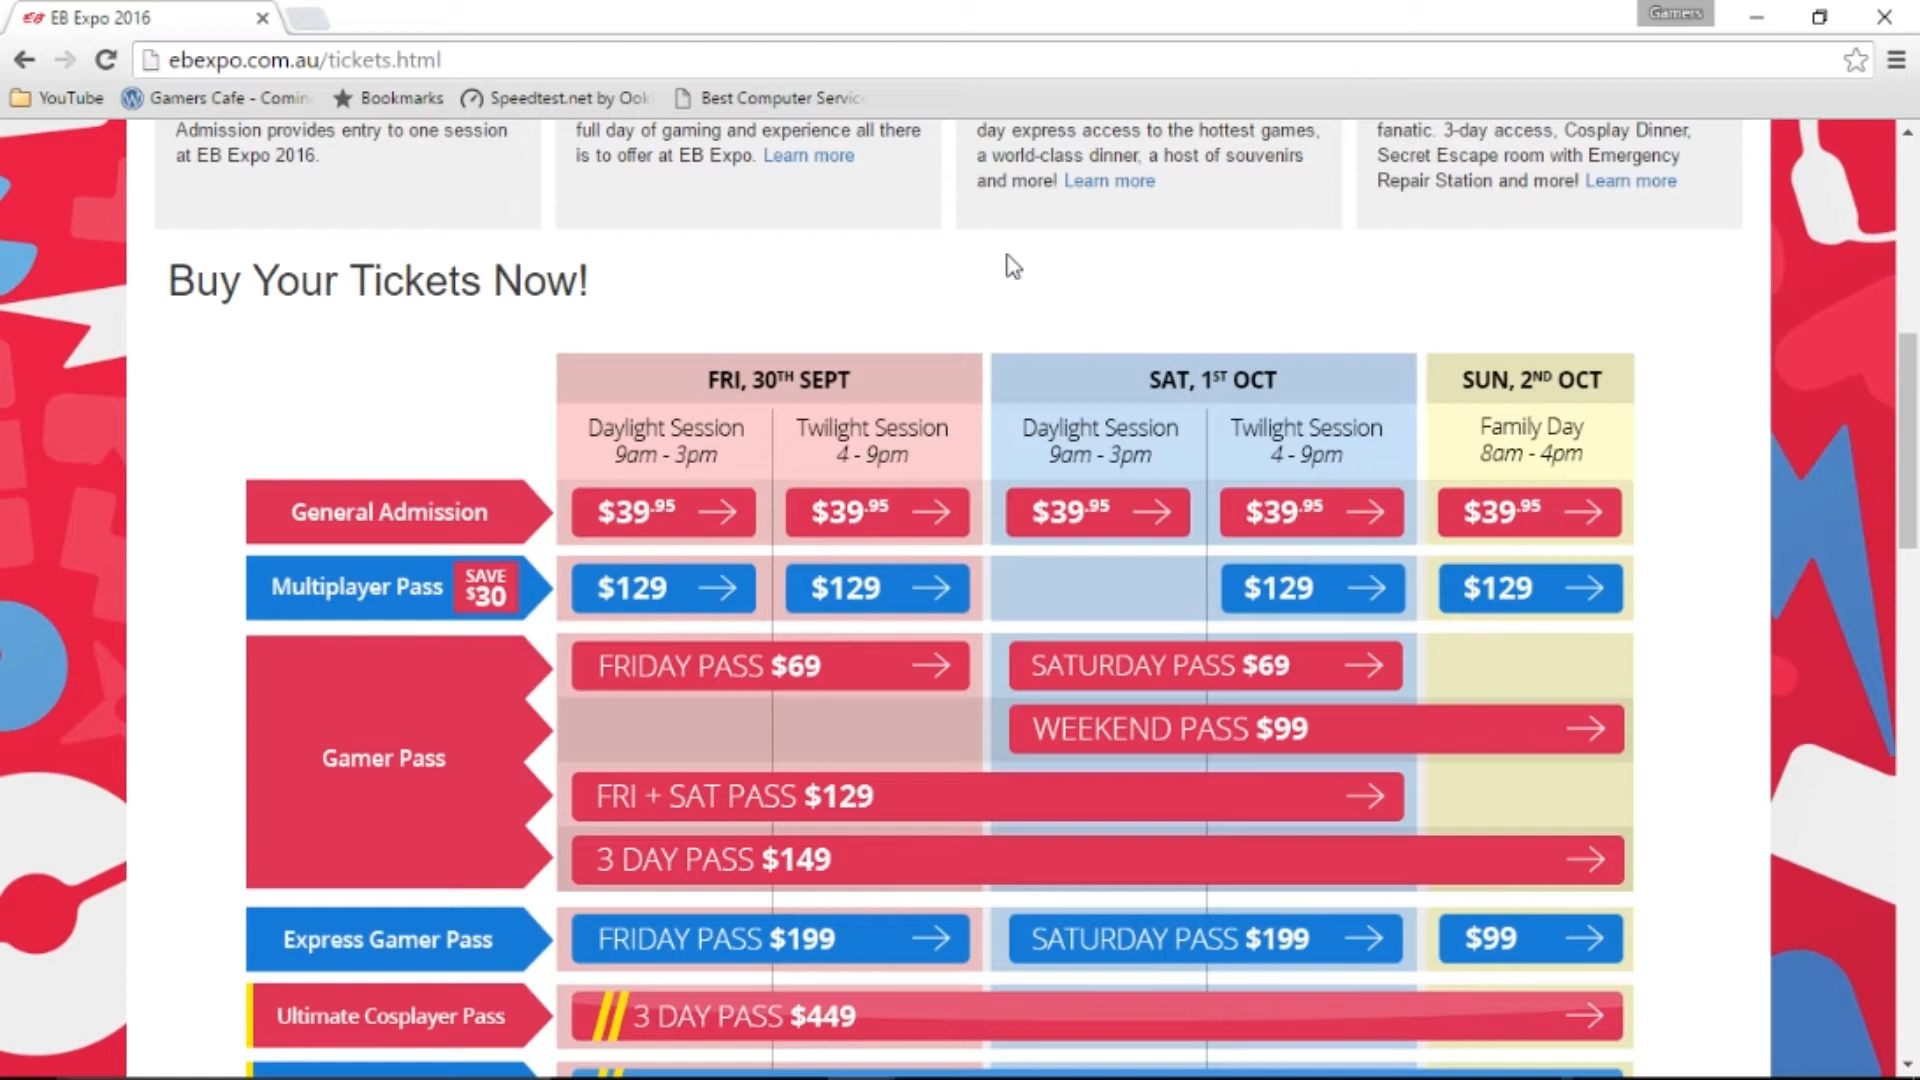 EB EB Expo 2016
Gamers
ebexpo.com.au/tickets.html
YouTube
Gamers Cafe - Comin
Bookmarks
Speedtest.net by Ook
Best Computer Servic
Admission provides entry to one session
at EB Expo 2016.
full day of gaming and experience all there
is to offer at EB Expo. Learn more
day express access to the hottest games,
a world-class dinner, a host of souvenirs
and more! Learn more
fanatic. 3-day access, Cosplay Dinner,
Secret Escape room with Emergency
Repair Station and more! Learn more
Buy Your Tickets Now!
FRI, 30TH SEPT
SAT, 1ST OCT
SUN, 2ND OCT
Daylight Session
9am - 3pm
Twilight Session
4 - 9pm
Daylight Session
9am - 3pm
Twilight Session
4 - 9pm
Family Day
8am - 4pm
General Admission
$39.95
$39.95
$39.95
$39.95
$39.95
Multiplayer Pass
SAVE
$30
$129
$129
$129
$129
Gamer Pass
FRIDAY PASS $69
SATURDAY PASS $69
WEEKEND PASS $99
FRI + SAT PASS $129
3 DAY PASS $149
Express Gamer Pass
FRIDAY PASS $199
SATURDAY PASS $199
$99
Ultimate Cosplayer Pass
3 DAY PASS $449